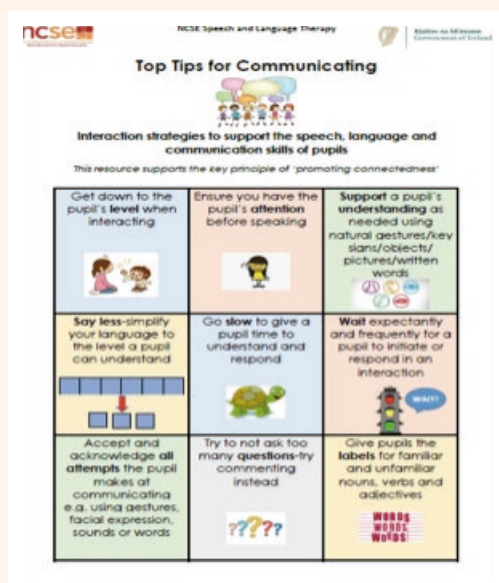 ncse
NCSE Speech and Language Therapy
Rialtas na hÉireann
Government of Ireland
Top Tips for Communicating
Interaction strategies to support the speech, language and
communication skills of pupils
This resource supports the key principle of 'promoting connectedness'
Get down to the
pupil's level when
interacting
Ensure you have the
pupil's attention
before speaking
Support a pupil's
understanding as
needed using
natural gestures/key
signs/objects/
pictures/written
words
Say less-simplify
your language to
the level a pupil
can understand
Go slow to give a
pupil time to
understand and
respond
Wait expectantly
and frequently for a
pupil to initiate or
respond in an
interaction
WAIT!
Accept and
acknowledge all
attempts the pupil
makes at
communicating
e.g. using gestures,
facial expression,
sounds or words
Try to not ask too
many questions-try
commenting
instead
?????
Give pupils the
labels for familiar
and unfamiliar
nouns, verbs and
adjectives
WORDS
WORDS,
WORDS!